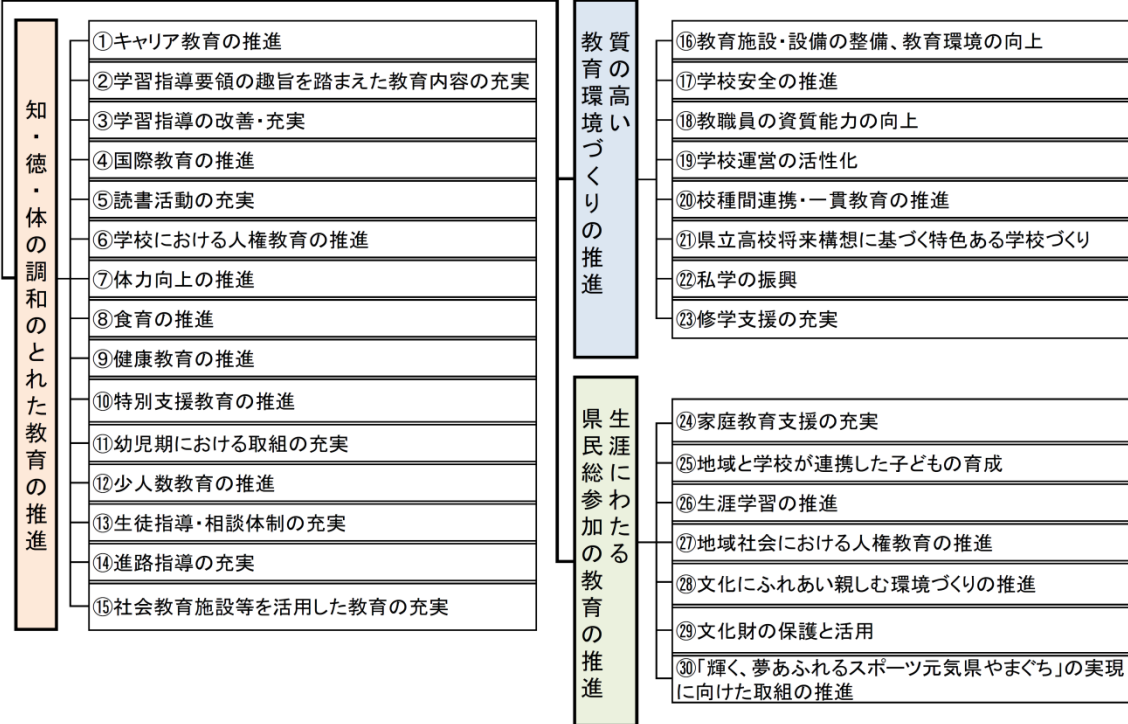 知・徳・体の調和のとれた教育の推進
①キャリア教育の推進
②学習指導要領の趣旨を踏まえた教育内容の充実
③学習指導の改善・充実
④国際教育の推進
⑤読書活動の充実
⑥学校における人権教育の推進
⑦体力向上の推進
⑧食育の推進
⑨健康教育の推進
⑩特別支援教育の推進
⑪幼児期における取組の充実
⑫少人数教育の推進
⑬生徒指導・相談体制の充実
⑭進路指導の充実
⑮社会教育施設等を活用した教育の充実
質の高い
教育環境づくりの推進
⑯教育施設・設備の整備、教育環境の向上
⑰学校安全の推進
⑱教職員の資質能力の向上
⑲学校運営の活性化
⑳校種間連携・一貫教育の推進
㉑県立高校将来構想に基づく特色ある学校づくり
㉒私学の振興
㉓修学支援の充実
生涯にわたる
県民総参加の教育の推進
㉔家庭教育支援の充実
㉕地域と学校が連携した子どもの育成
㉖生涯学習の推進
㉗地域社会における人権教育の推進
㉘文化にふれあい親しむ環境づくりの推進
㉙文化財の保護と活用
㉚「輝く、夢あふれるスポーツ元気県やまぐち」の実現
に向けた取組の推進